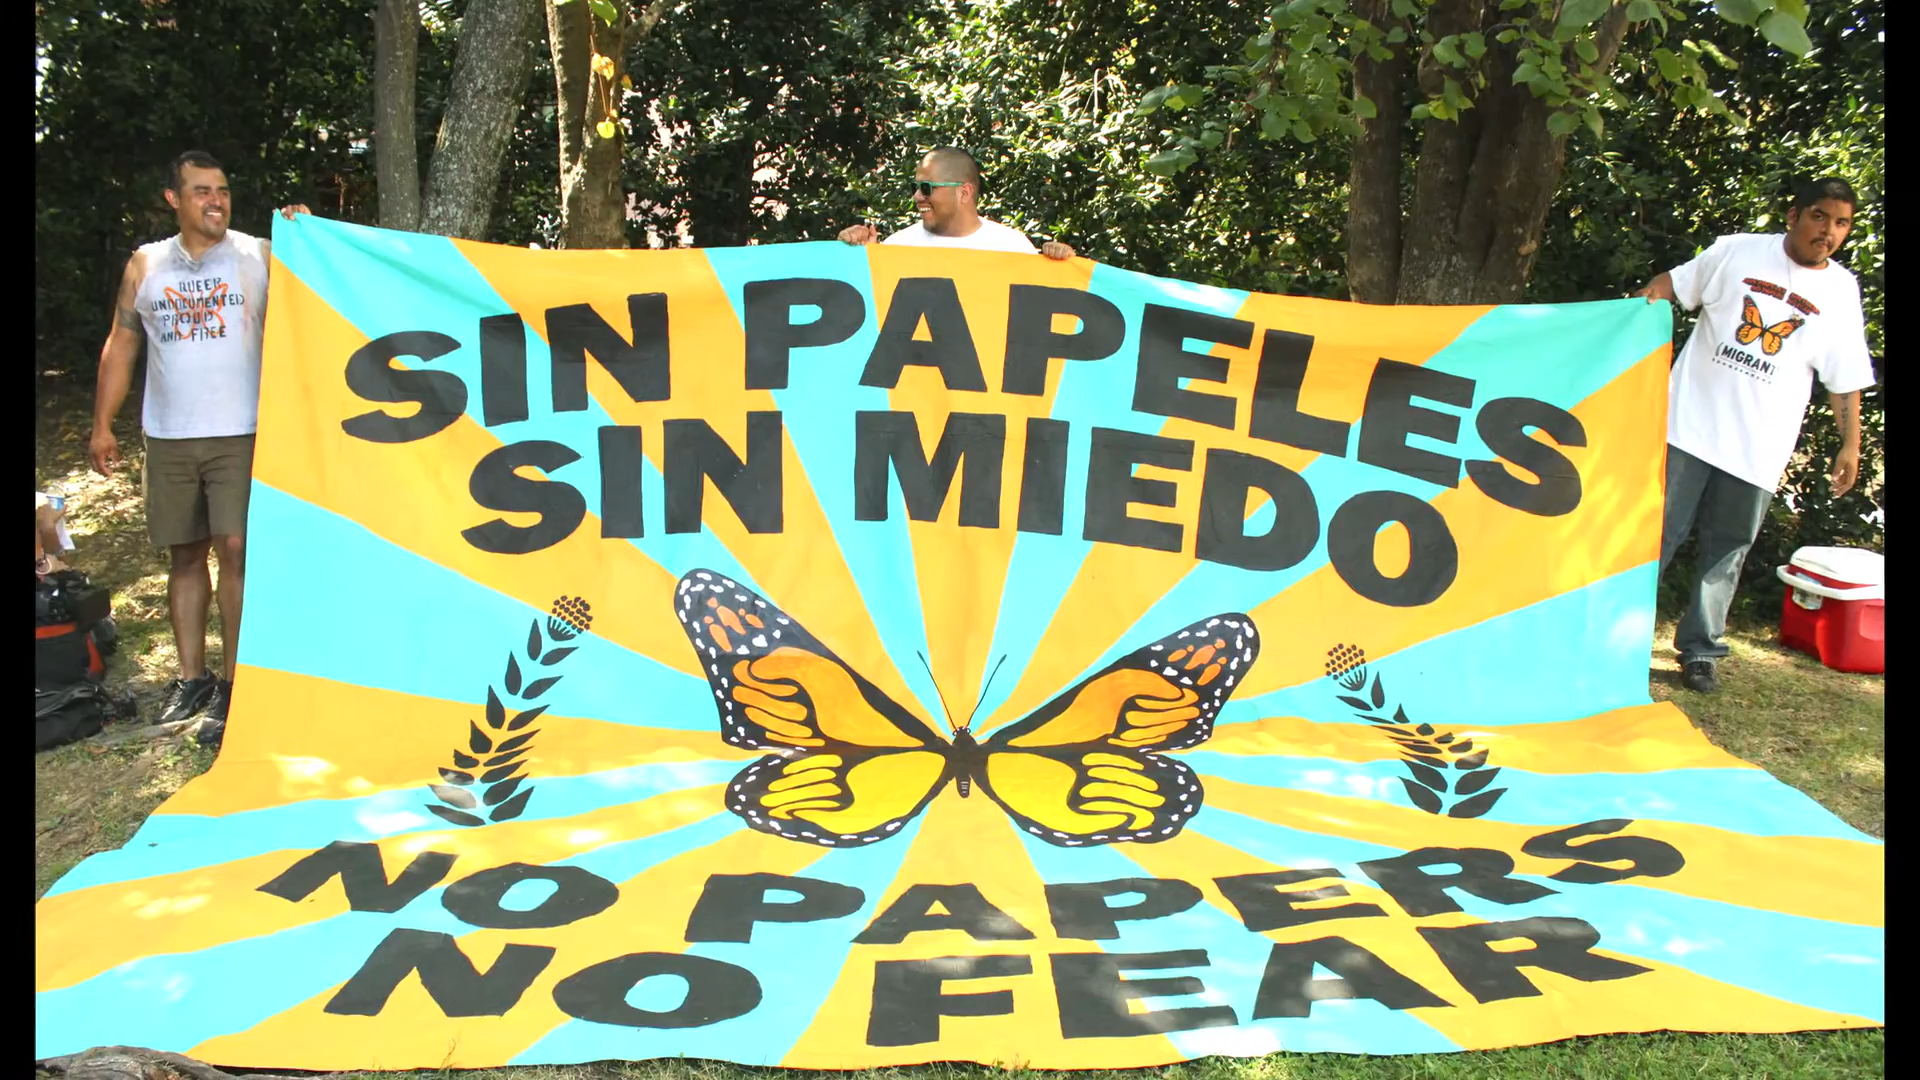 SIN PAPELES
SIN MIEDO
NO PAPERS
NO FEAR
QUEER
UNDOCUMENTED
PROUD
AND FREE
MIGRANT